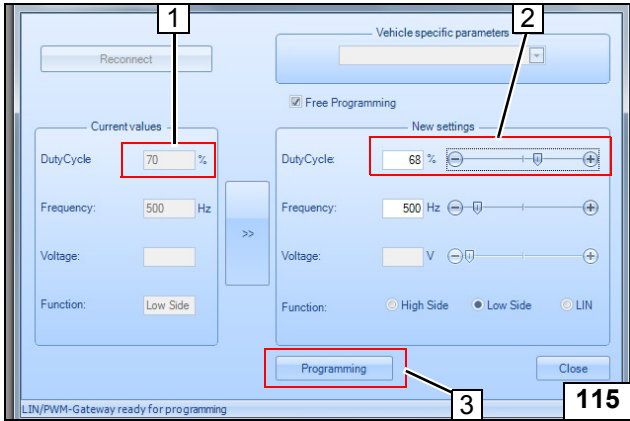 1
2
Vehicle specific parameters
Reconnect
Free Programming
Current values
New settings
DutyCycle 70 %
DutyCycle: 68 %
Frequency: 500 Hz
Frequency: 500 Hz
>>
Voltage:
Voltage: V
Function: Low Side
Function: High Side Low Side LIN
Programming
Close
3
115
LIN/PWM-Gateway ready for programming